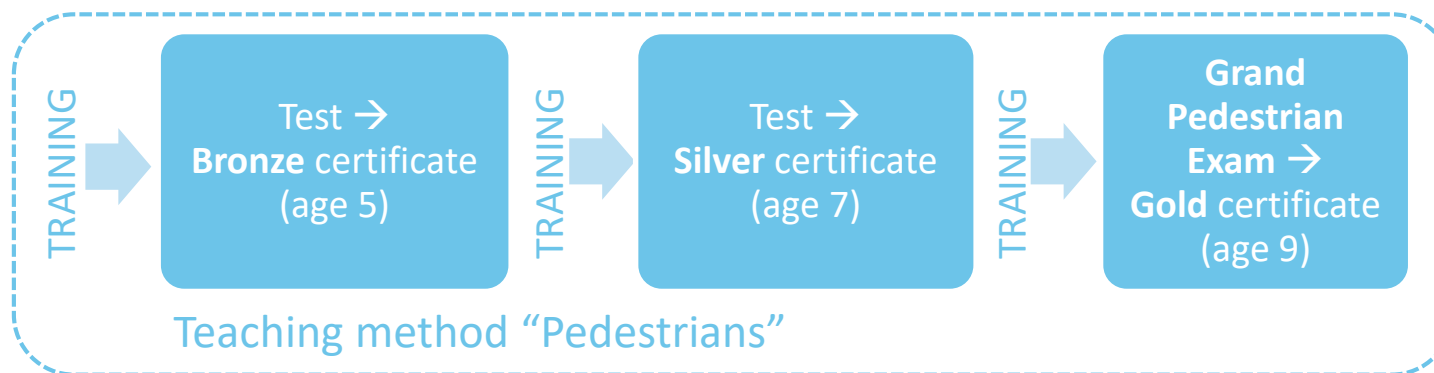 TRAINING
Test →
Bronze certificate
(age 5)
TRAINING
Test →
Silver certificate
(age 7)
TRAINING
Grand
Pedestrian
Exam →
Gold certificate
(age 9)
Teaching method “Pedestrians”